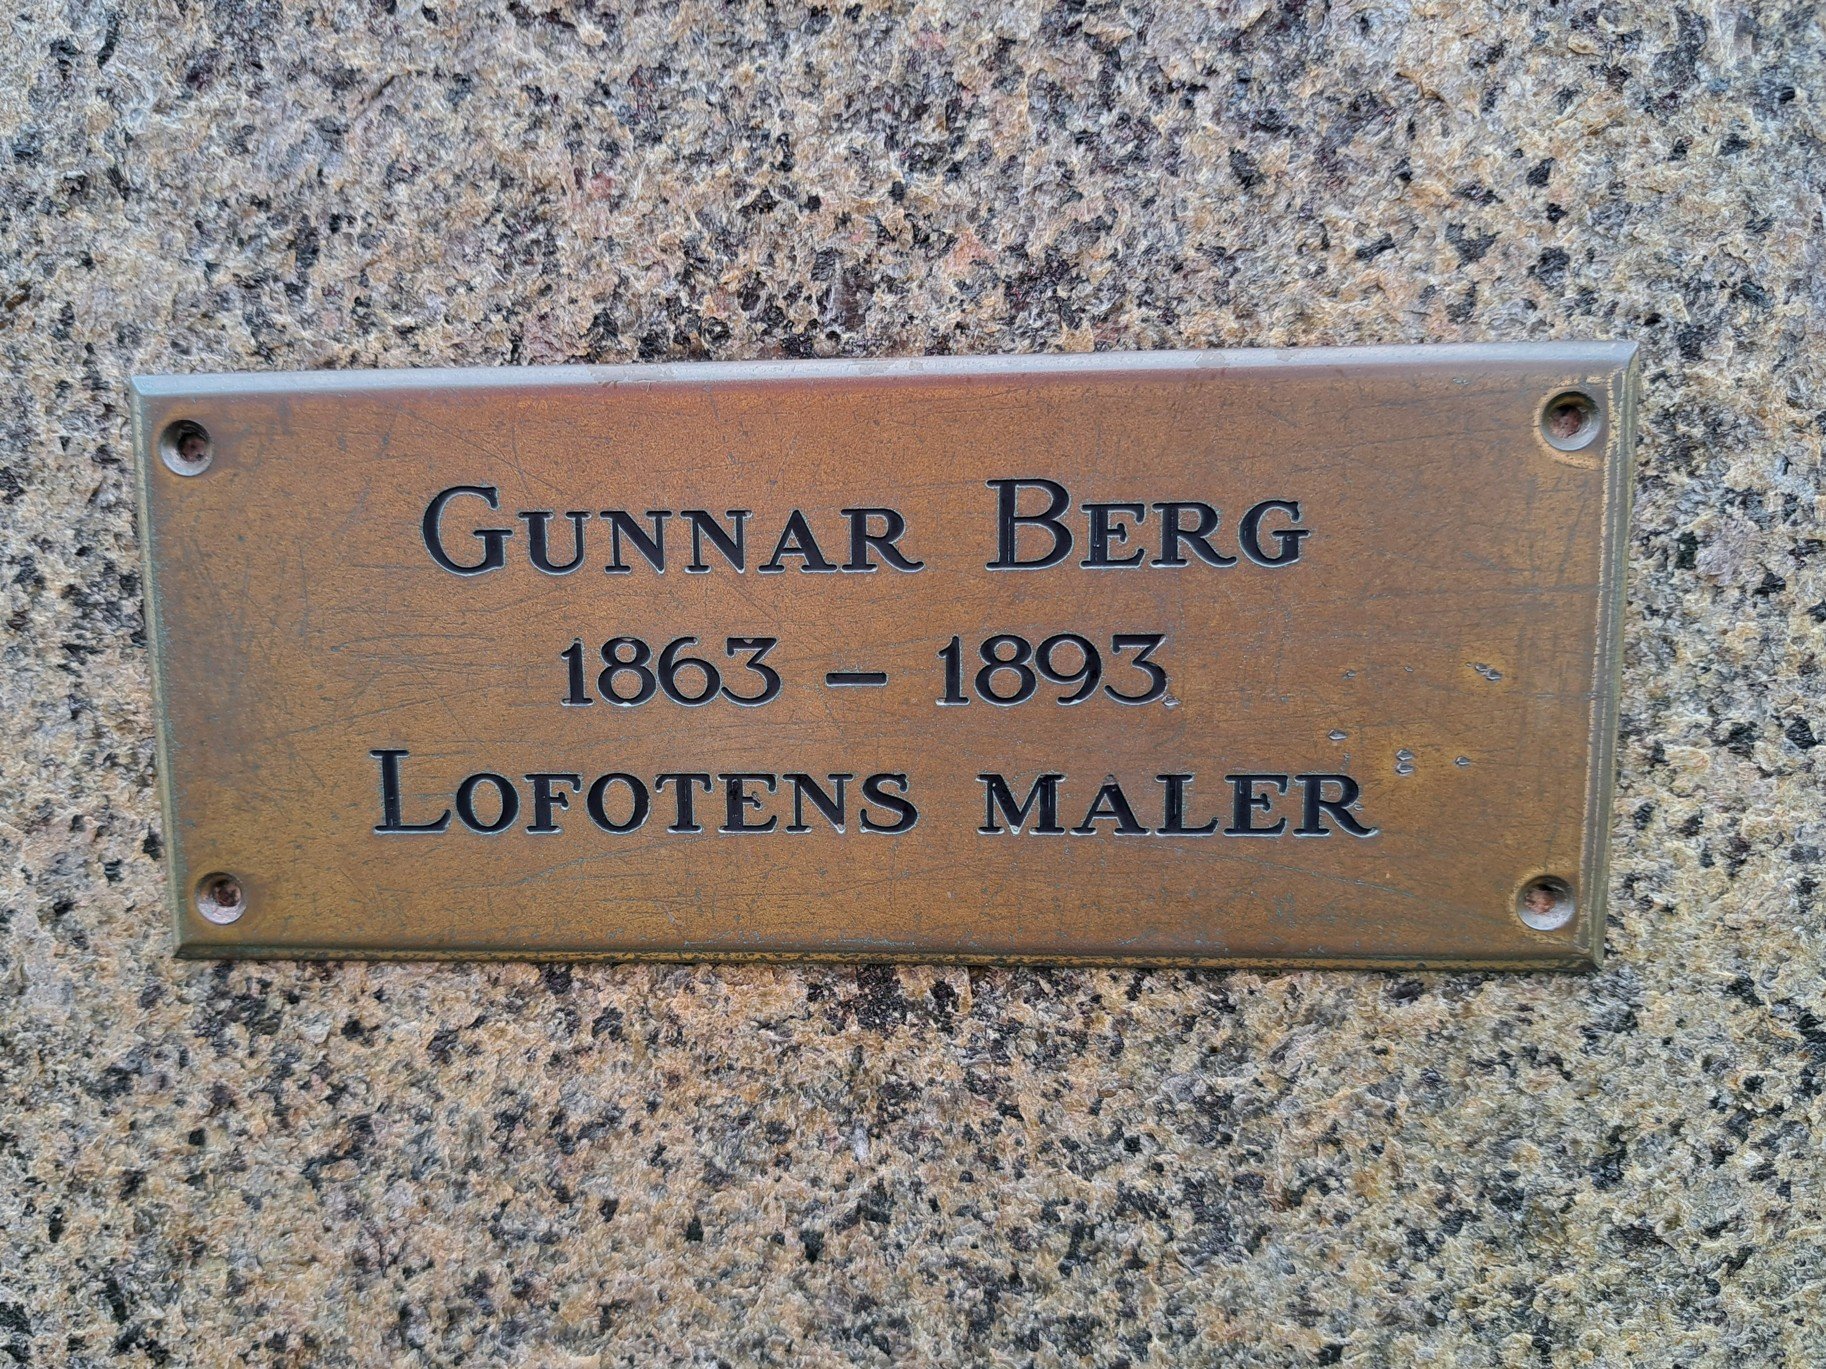 GUNNAR BERG
1863 – 1893
LOFOTENS MALER